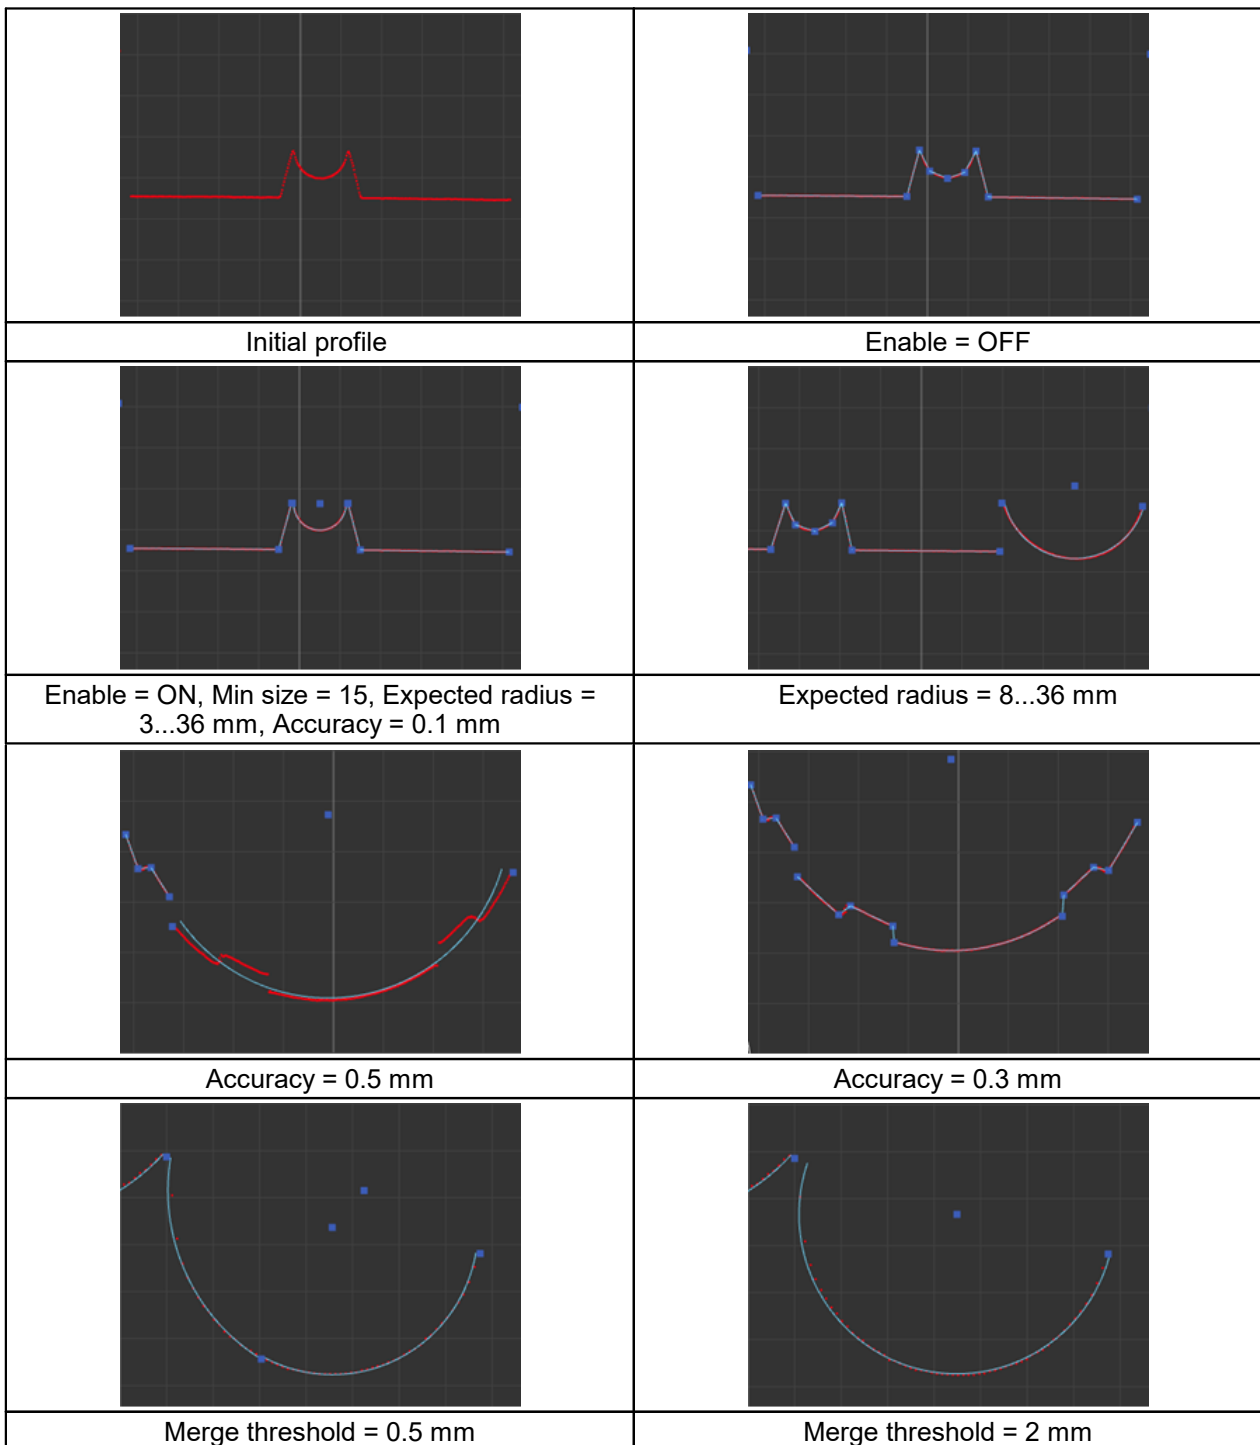 Initial profile
Enable = OFF
Enable = ON, Min size = 15, Expected radius =
3...36 mm, Accuracy = 0.1 mm
Expected radius = 8...36 mm
Accuracy = 0.5 mm
Accuracy = 0.3 mm
Merge threshold = 0.5 mm
Merge threshold = 2 mm